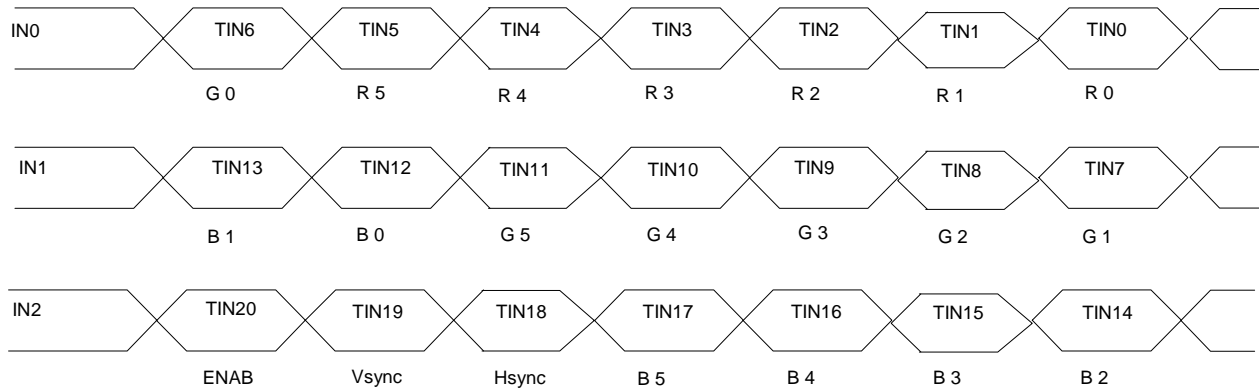 IN0 TIN6 TIN5 TIN4 TIN3 TIN2 TIN1 TIN0
G 0 R 5 R 4 R 3 R 2 R 1 R 0
IN1 TIN13 TIN12 TIN11 TIN10 TIN9 TIN8 TIN7
B 1 B 0 G 5 G 4 G 3 G 2 G 1
IN2 TIN20 TIN19 TIN18 TIN17 TIN16 TIN15 TIN14
ENAB Vsync Hsync B 5 B 4 B 3 B 2